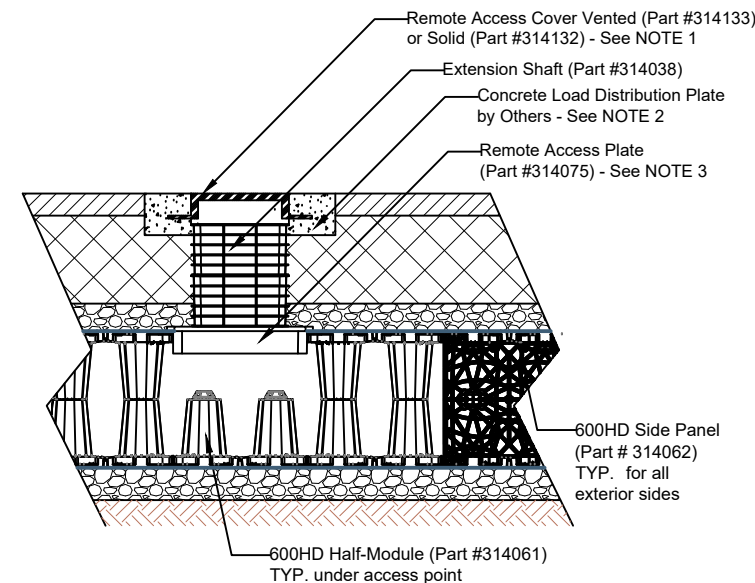 Remote Access Cover Vented (Part #314133)
or Solid (Part #314132) - See NOTE 1
Extension Shaft (Part #314038)
Concrete Load Distribution Plate
by Others - See NOTE 2
Remote Access Plate
(Part #314075) - See NOTE 3
600HD Side Panel
(Part # 314062)
TYP. for all
exterior sides
600HD Half-Module (Part #314061)
TYP. under access point